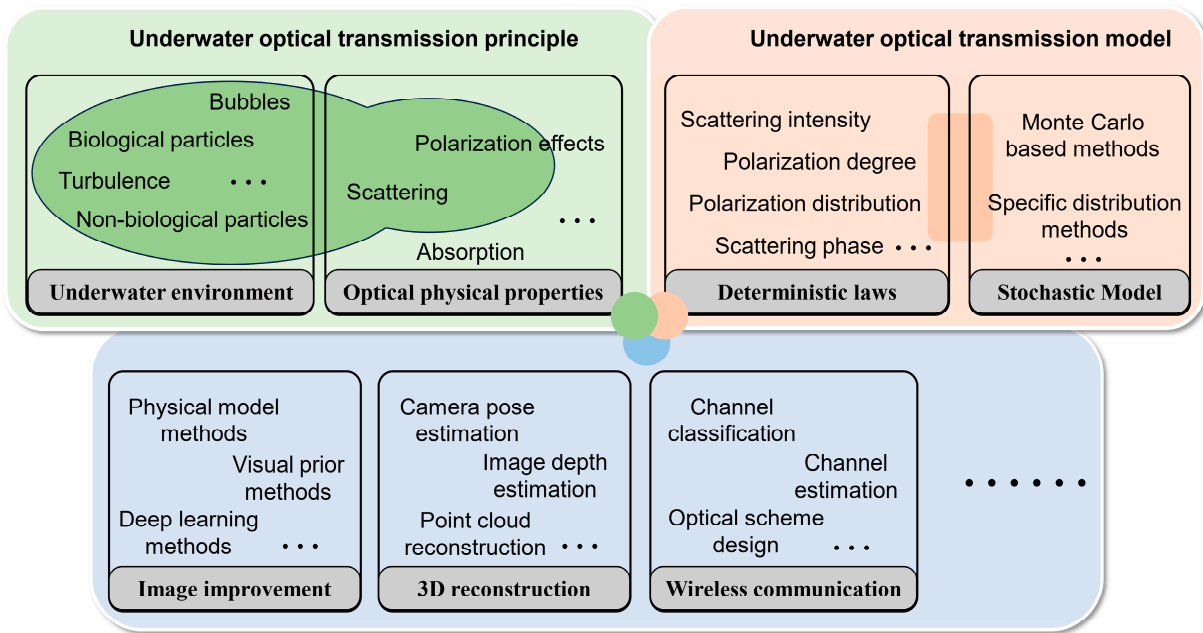 Underwater optical transmission principle
Bubbles
Biological particles
Turbulence
...
Non-biological particles
Underwater environment
Polarization effects
Scattering
...
Absorption
Optical physical properties
Underwater optical transmission model
Scattering intensity
Polarization degree
Polarization distribution
Scattering phase ...
Deterministic laws
Monte Carlo
based methods
Specific distribution
methods
...
Stochastic Model
Physical model
methods
Visual prior
methods
Deep learning
methods ...
Image improvement
Camera pose
estimation
Image depth
estimation
Point cloud
reconstruction ...
3D reconstruction
Channel
classification
Channel
estimation
Optical scheme
design ...
Wireless communication
......